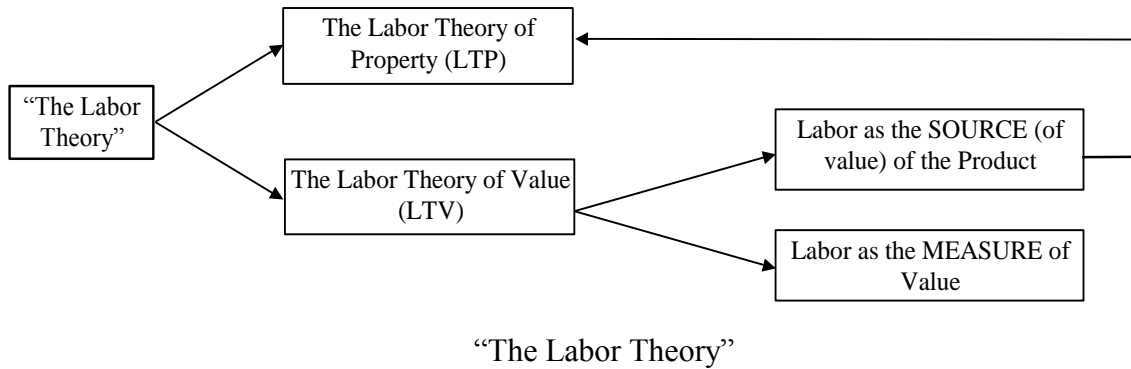 “The Labor
Theory”
The Labor Theory of
Property (LTP)
The Labor Theory of Value
(LTV)
Labor as the SOURCE (of
value) of the Product
Labor as the MEASURE of
Value
“The Labor Theory”